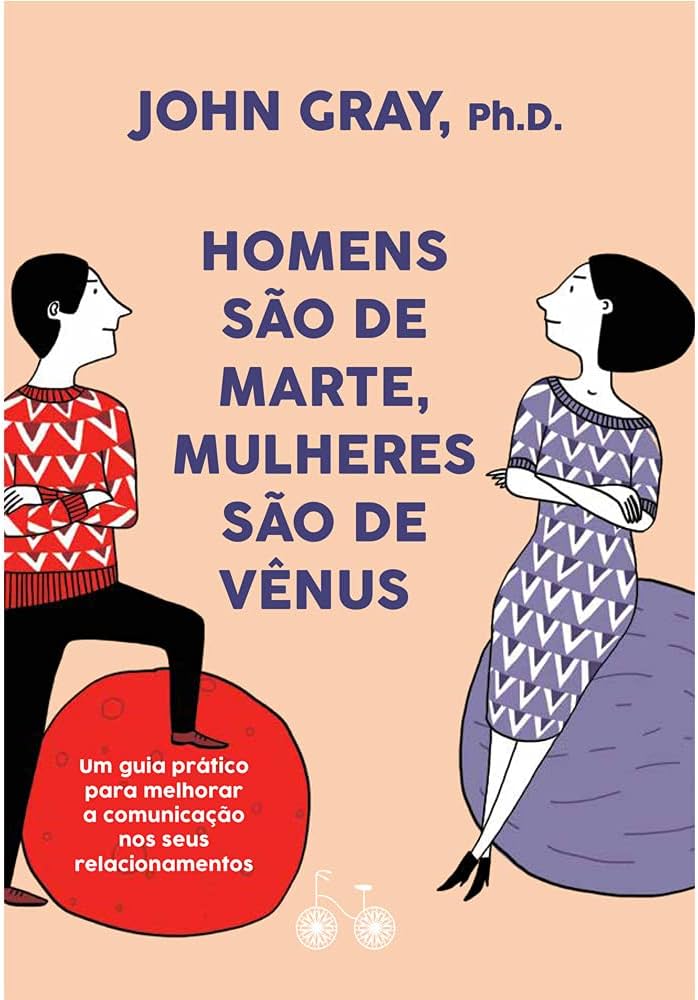 JOHN GRAY, Ph.D.
HOMENS
SÃO DE
MARTE,
MULHERES
SÃO DE
VÊNUS
Um guia prático
para melhorar
a comunicação
nos seus
relacionamentos